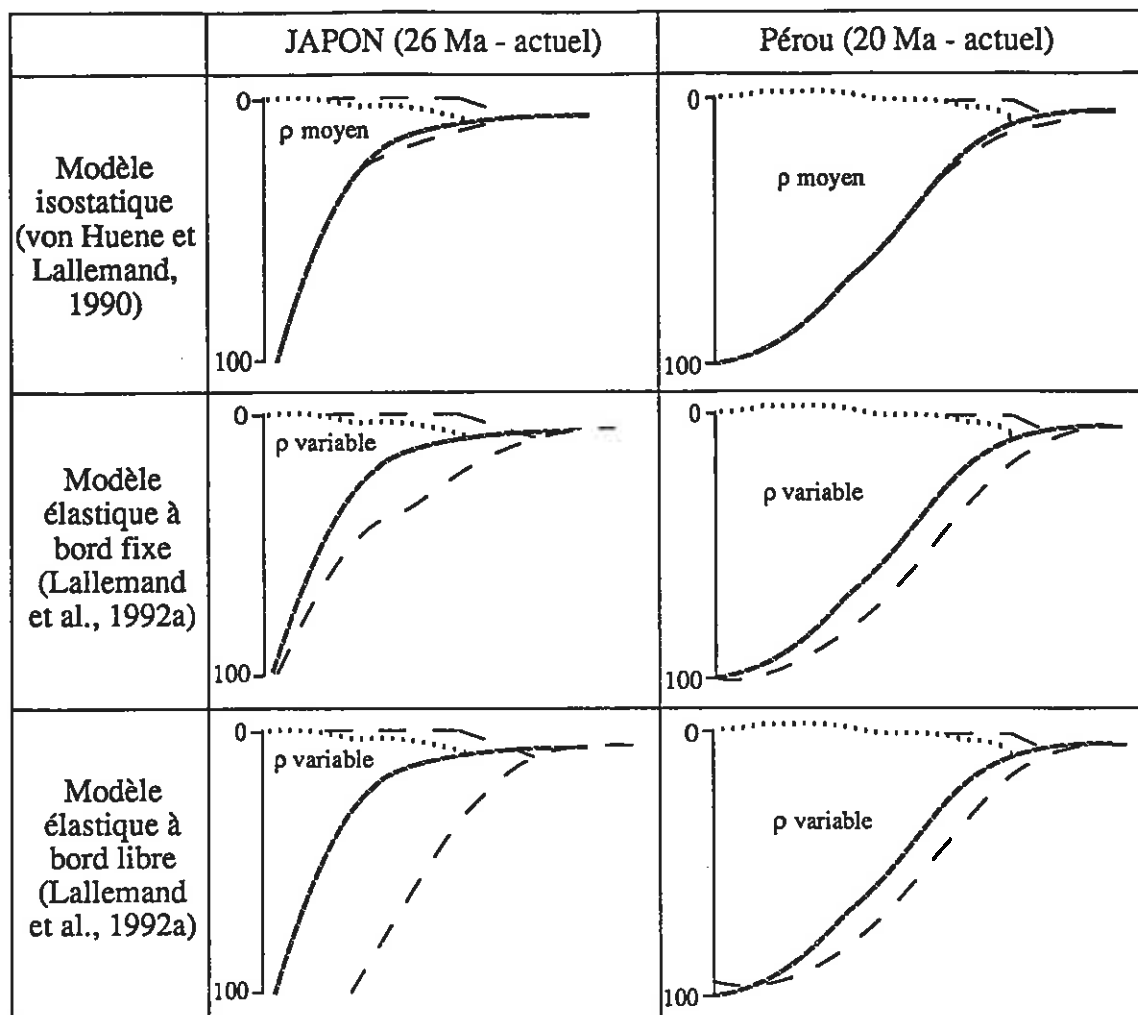 JAPON (26 Ma - actuel)
Pérou (20 Ma - actuel)
Modèle
isostatique
(von Huene et
Lallemand,
1990)
0
ρ moyen
100
0
ρ moyen
100
Modèle
élastique à
bord fixe
(Lallemand
et al., 1992a)
0
ρ variable
100
0
ρ variable
100
Modèle
élastique à
bord libre
(Lallemand
et al., 1992a)
0
ρ variable
100
0
ρ variable
100